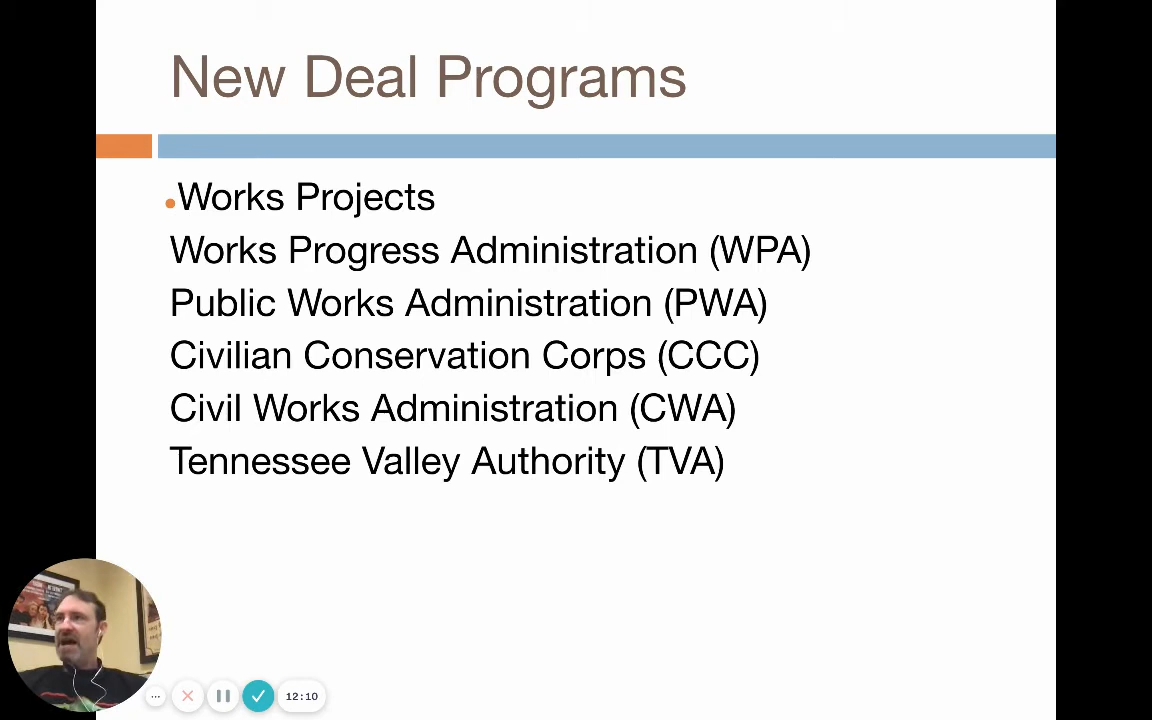 New Deal Programs
•Works Projects
Works Progress Administration (WPA)
Public Works Administration (PWA)
Civilian Conservation Corps (CCC)
Civil Works Administration (CWA)
Tennessee Valley Authority (TVA)
12:10